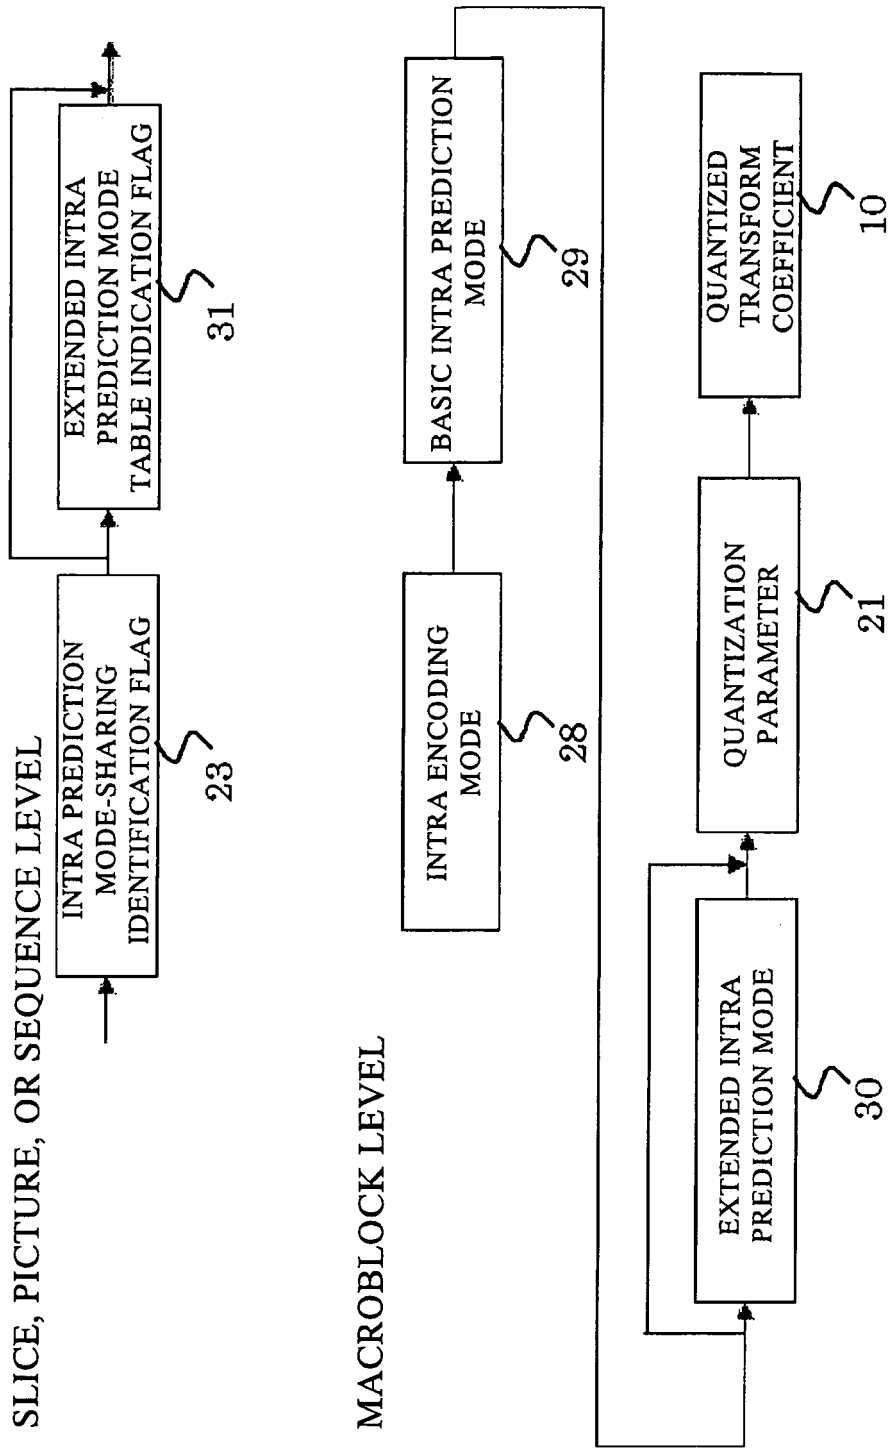 SLICE, PICTURE, OR SEQUENCE LEVEL
INTRA PREDICTION
MODE-SHARING
IDENTIFICATION FLAG
23
EXTENDED INTRA
PREDICTION MODE
TABLE INDICATION FLAG
31
MACROBLOCK LEVEL
INTRA ENCODING
MODE
28
BASIC INTRA PREDICTION
MODE
29
EXTENDED INTRA
PREDICTION MODE
30
QUANTIZATION
PARAMETER
21
QUANTIZED
TRANSFORM
COEFFICIENT
10